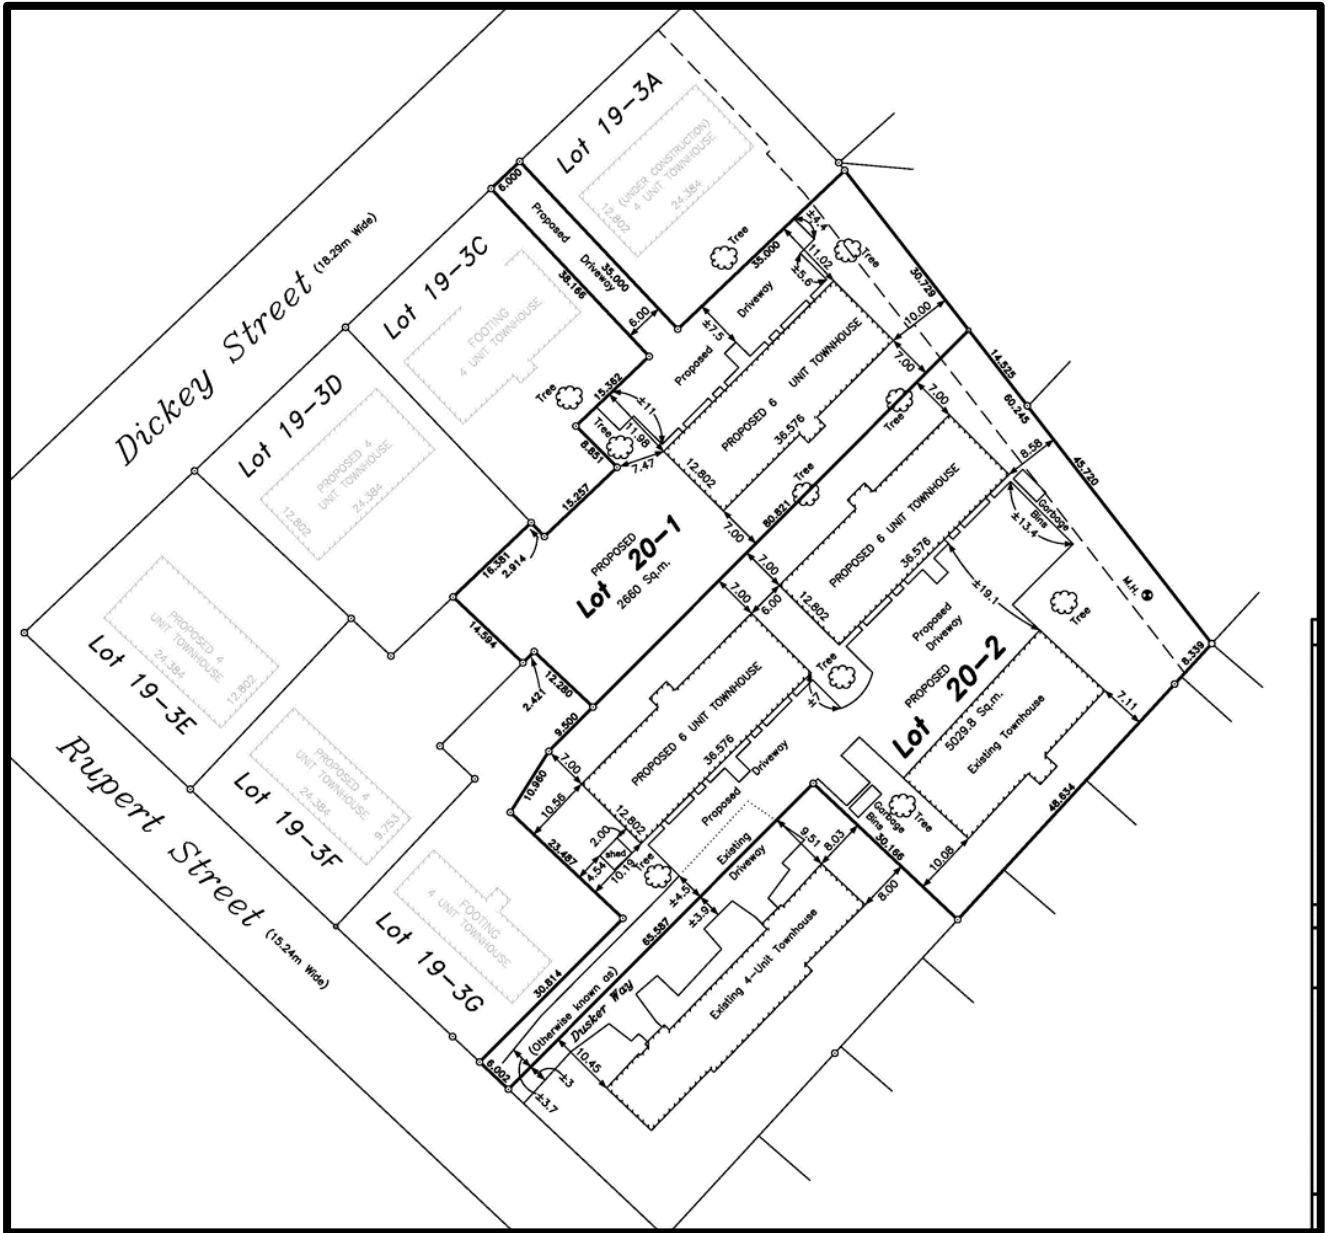 Dickey Street (18.29m Wide)
Rupert Street (15.24m Wide)
Lot 19-3A
(UNDER CONSTRUCTION)
4 UNIT TOWNHOUSE
12.802
24.384
Lot 19-3C
FOOTING
4 UNIT TOWNHOUSE
Lot 19-3D
PROPOSED 4
UNIT TOWNHOUSE
12.802
24.384
Lot 19-3E
PROPOSED 4
UNIT TOWNHOUSE
24.384
12.802
Lot 19-3F
PROPOSED 4
UNIT TOWNHOUSE
24.384
9.753
Lot 19-3G
FOOTING
4 UNIT
TOWNHOUSE
6.000
Proposed
Driveway
35.000
38.166
6.00
Tree
35.000
±4.4
11.02
±5.6
Tree
30.729
10.00
Driveway
±7.5
Proposed
15.362
Tree
±11
Tree
11.98
8.851
7.47
15.257
PROPOSED 6
UNIT TOWNHOUSE
36.576
12.802
7.00
7.00
Tree
Tree
80.821
7.00
7.00
14.525
60.245
45.720
8.58
PROPOSED
Lot 20-1
2660 Sq.m.
16.381
2.914
14.594
2.421
12.280
9.500
7.00
7.00
6.00
PROPOSED 6 UNIT TOWNHOUSE
36.576
12.802
Garbage
Bins
±13.4
±19.1
M.H.
Tree
Proposed
Driveway
PROPOSED
Lot 20-2
5029.8 Sq.m.
Existing Townhouse
8.339
7.11
48.634
Tree
±7
PROPOSED 6 UNIT TOWNHOUSE
36.576
12.802
7.00
10.960
10.56
23.487
2.00
shed
4.54
10.19
Tree
Proposed
Driveway
Existing
Driveway
Garbage
Bins
Tree
30.166
10.08
9.51
8.03
8.00
±4.5
±3.9
65.587
30.814
(Otherwise known as)
Dusker Way
Existing 4-Unit Townhouse
10.45
6.002
±3
±3.7